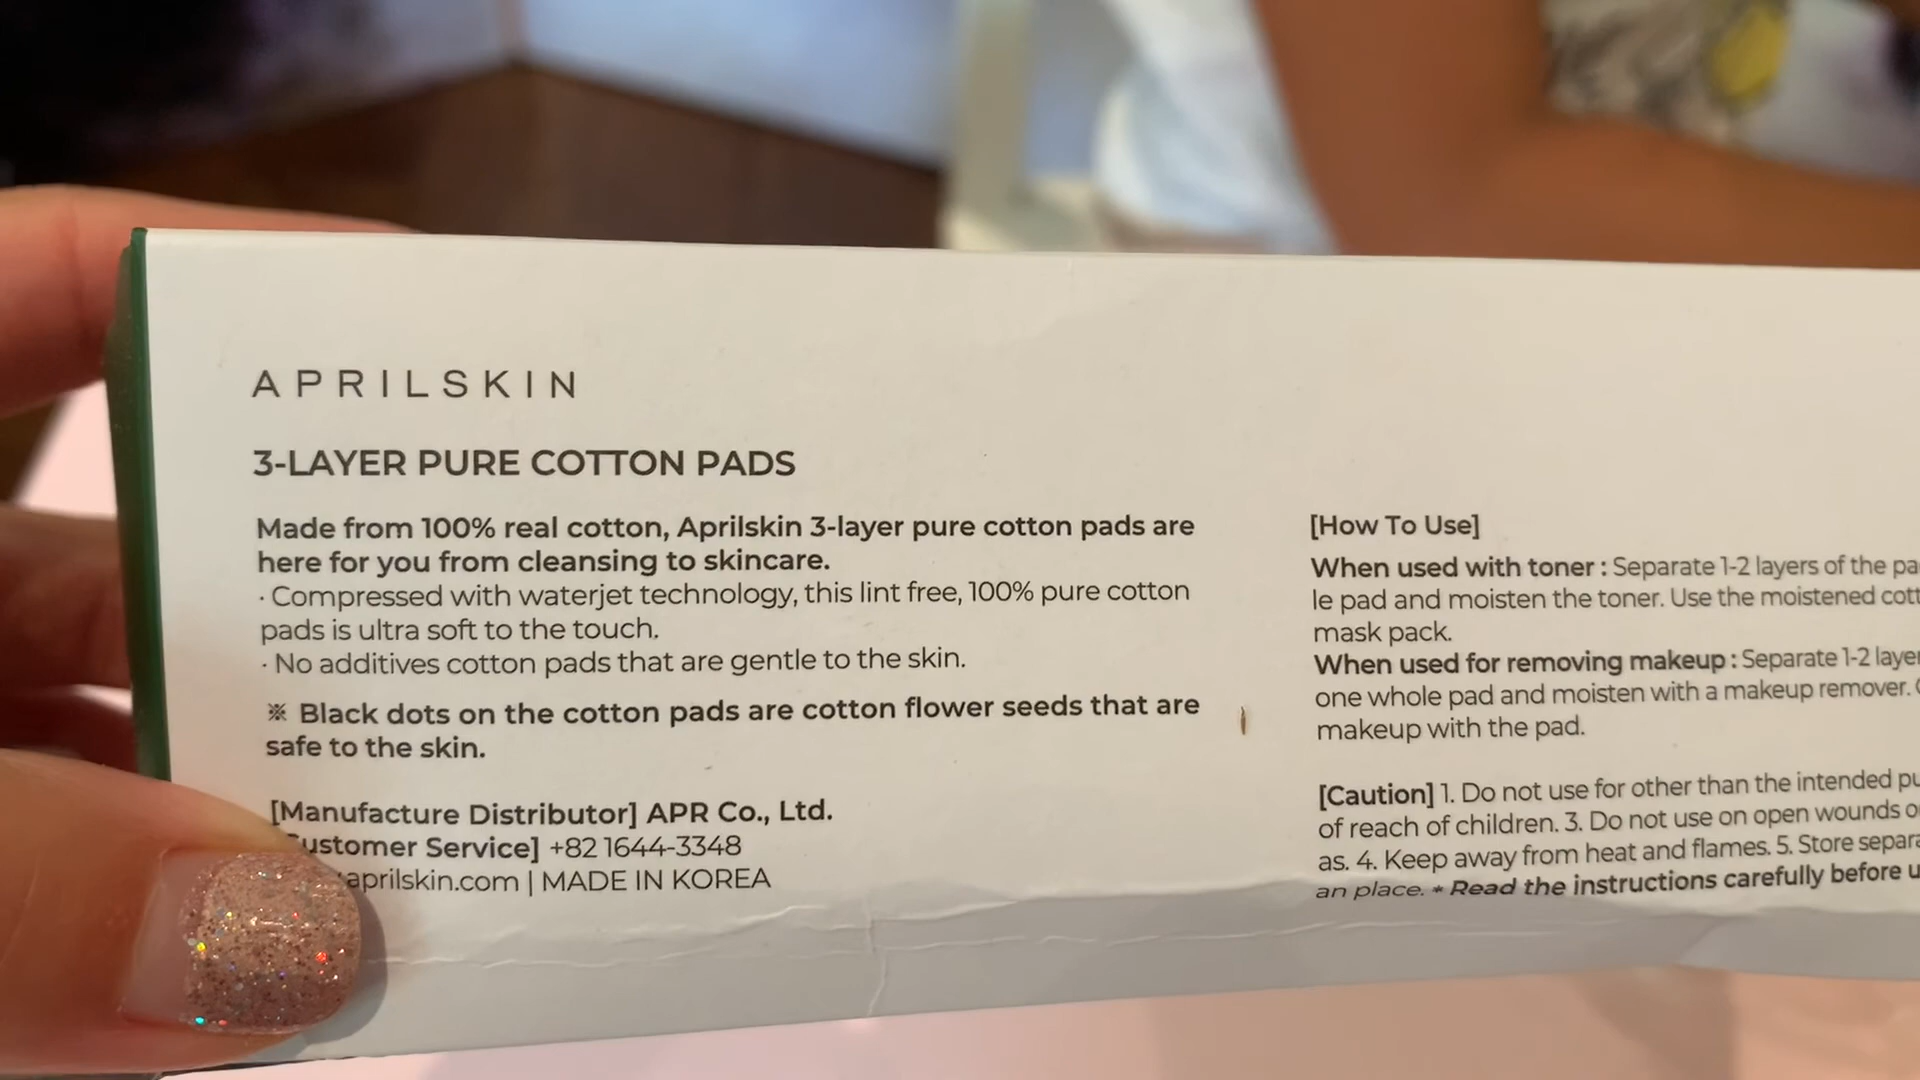 APRILSKIN
3-LAYER PURE COTTON PADS
Made from 100% real cotton, Aprilskin 3-layer pure cotton pads are
here for you from cleansing to skincare.
· Compressed with waterjet technology, this lint free, 100% pure cotton
pads is ultra soft to the touch.
· No additives cotton pads that are gentle to the skin.
※ Black dots on the cotton pads are cotton flower seeds that are
safe to the skin.
[Manufacture Distributor] APR Co., Ltd.
ustomer Service] +82 1644-3348
aprilskin.com | MADE IN KOREA
[How To Use]
When used with toner : Separate 1-2 layers of the
le pad and moisten the toner. Use the moistened
mask pack.
When used for removing makeup : Separate 1-2
one whole pad and moisten with a makeup remover.
makeup with the pad.
[Caution] 1. Do not use for other than the intended
of reach of children. 3. Do not use on open wounds
as. 4. Keep away from heat and flames. 5. Store
an place. * Read the instructions carefully before